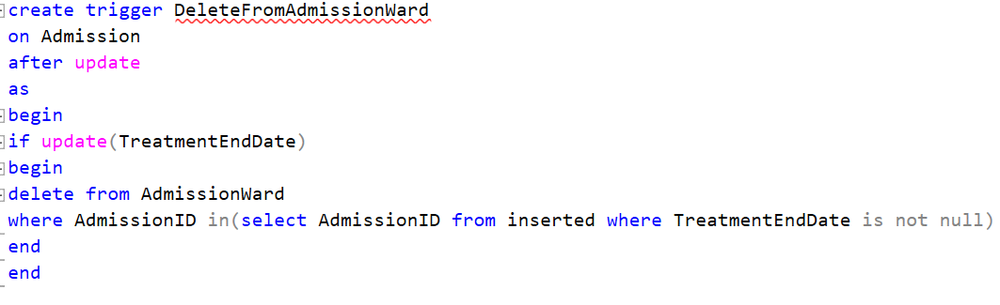 create trigger DeleteFromAdmissionWard
on Admission
after update
as
begin
if update(TreatmentEndDate)
begin
delete from AdmissionWard
where AdmissionID in(select AdmissionID from inserted where TreatmentEndDate is not null)
end
end